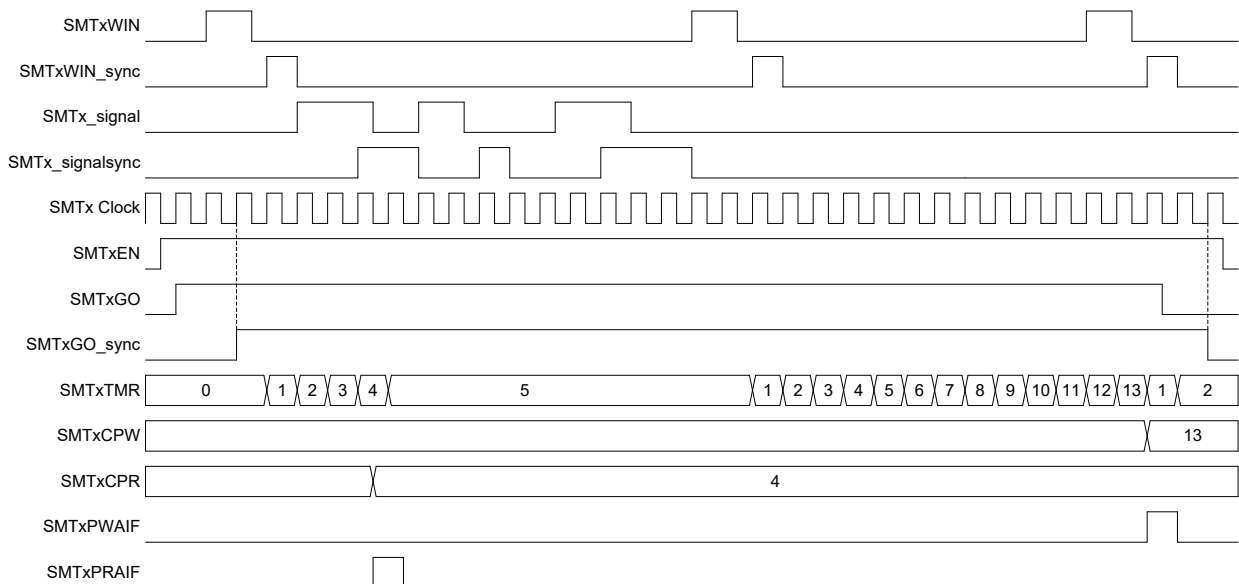 SMTxWIN
SMTxWIN_sync
SMTx_signal
SMTx_signalsync
SMTx Clock
SMTxEN
SMTxGO
SMTxGO_sync
SMTxTMR 0 1 2 3 4 5 1 2 3 4 5 6 7 8 9 10 11 12 13 1 2
SMTxCPW 13
SMTxCPR 4
SMTxPWAIF
SMTxPRAIF